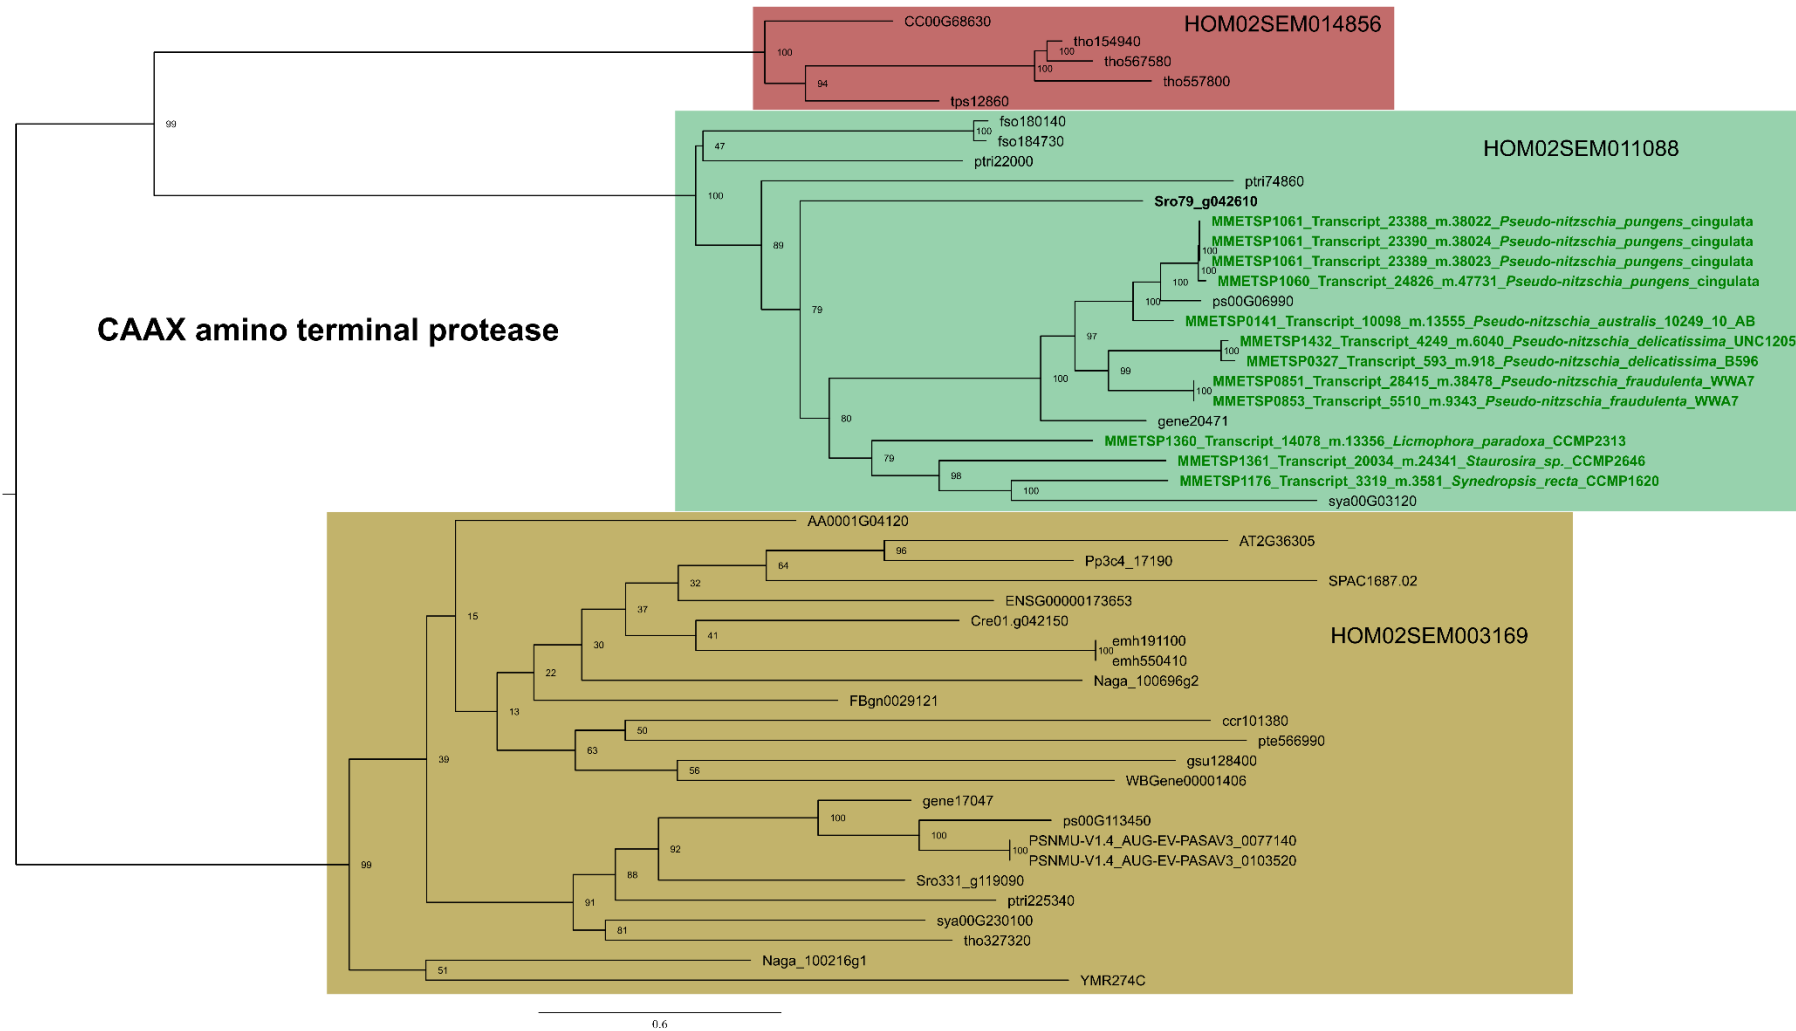 CC00G68630
HOM02SEM014856
tho154940
100
100
tho567580
100
tho557800
94
tps12860
99
fso180140
100
fso184730
47
HOM02SEM011088
ptri22000
ptri74860
100
Sro79_g042610
MMETSP1061_Transcript_23388_m.38022_Pseudo-nitzschia_pungens_cingulata
89
MMETSP1061_Transcript_23390_m.38024_Pseudo-nitzschia_pungens_cingulata
100
MMETSP1061_Transcript_23389_m.38023_Pseudo-nitzschia_pungens_cingulata
100
100
MMETSP1060_Transcript_24826_m.47731_Pseudo-nitzschia_pungens_cingulata
100
ps00G06990
79
MMETSP0141_Transcript_10098_m.13555_Pseudo-nitzschia_australis_10249_10_AB
CAAX amino terminal protease
97
MMETSP1432_Transcript_4249_m.6040_Pseudo-nitzschia_delicatissima_UNC1205
100
MMETSP0327_Transcript_593_m.918_Pseudo-nitzschia_delicatissima_B596
99
100
MMETSP0851_Transcript_28415_m.38478_Pseudo-nitzschia_fraudulenta_WWA7
100
MMETSP0853_Transcript_5510_m.9343_Pseudo-nitzschia_fraudulenta_WWA7
80
gene20471
MMETSP1360_Transcript_14078_m.13356_Licmophora_paradoxa_CCMP2313
79
MMETSP1361_Transcript_20034_m.24341_Staurosira_sp._CCMP2646
98
MMETSP1176_Transcript_3319_m.3581_Synedropsis_recta_CCMP1620
100
sya00G03120
AA0001G04120
AT2G36305
96
Pp3c4_17190
64
SPAC1687.02
32
ENSG00000173653
37
15
Cre01.g042150
41
HOM02SEM003169
emh191100
30
100
emh550410
22
Naga_100696g2
FBgn0029121
13
ccr101380
50
pte566990
63
39
gsu128400
56
WBGene00001406
gene17047
100
ps00G113450
100
PSNMU-V1.4_AUG-EV-PASAV3_0077140
92
100
PSNMU-V1.4_AUG-EV-PASAV3_0103520
99
88
Sro331_g119090
91
ptri225340
sya00G230100
81
tho327320
Naga_100216g1
51
YMR274C
0.6